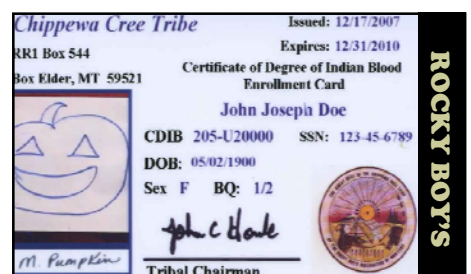 Chippewa Cree Tribe
Issued: 12/17/2007
RR1 Box 544
Expires: 12/31/2010
Box Elder, MT 59521
Certificate of Degree of Indian Blood
Enrollment Card
John Joseph Doe
CDIB 205-U20000 SSN: 123-45-6789
DOB: 05/02/1900
Sex F BQ: 1/2
M. Pumpkin
Tribal Chairman
ROCKY BOY'S